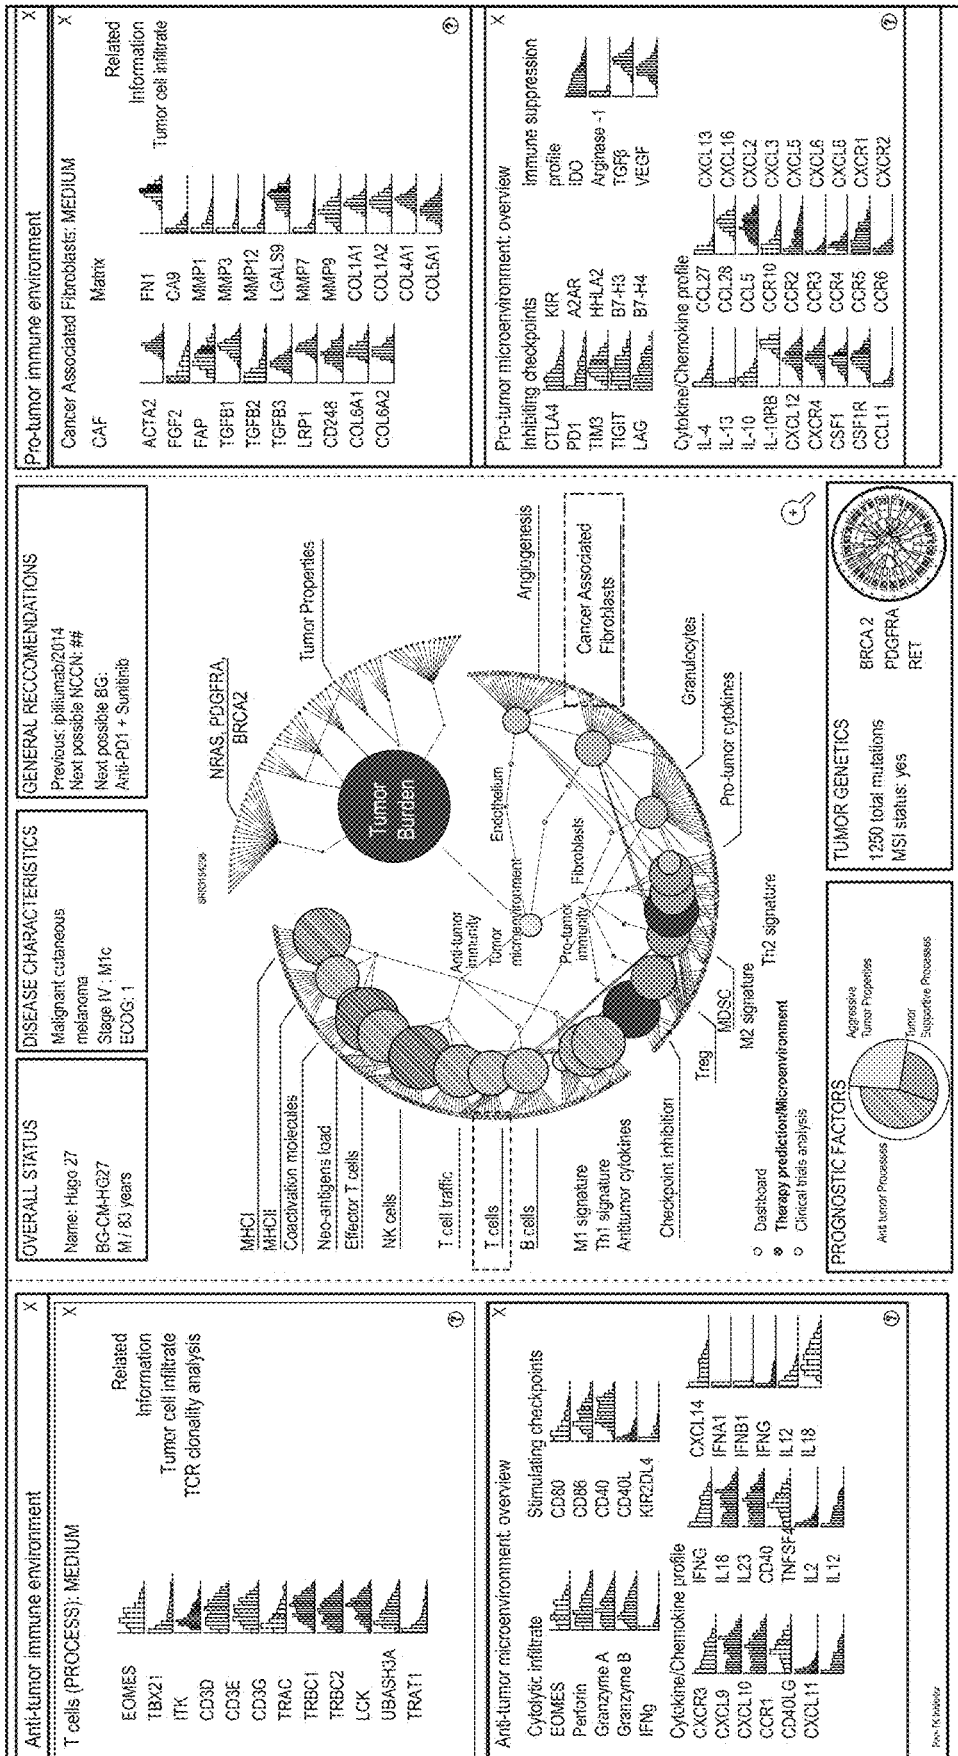 Anti-tumor immune environment
X
T cells (PROCESS): MEDIUM
X
EOMES
TBX21
ITK
CD3D
CD3E
CD3G
TRAC
TRBC1
TRBC2
LCK
UBASH3A
TRAT1
Related
Information
Tumor cell infiltrate
TCR clonality analysis
?
Anti-tumor microenvironment: overview
X
Cytolytic infiltrate
EOMES
Perforin
Granzyme A
Granzyme B
IFNg
Stimulating checkpoints
CD80
CD86
CD40
CD40L
KIR2DL4
Cytokine/Chemokine profile
CXCR3
CXCL9
CXCL10
CCR1
CD40LG
CXCL11
IFNG
IL18
IL23
CD40
TNFSF4
IL2
IL12
CXCL14
IFNA1
IFNB1
IFNG
IL12
IL18
?
OVERALL STATUS
Name: Hugo 27
BG-CM-HG27
M / 83 years
DISEASE CHARACTERISTICS
Malignant cutaneous
melanoma
Stage IV : M1c
ECOG: 1
GENERAL RECCOMENDATIONS
Previous: ipilitumab/2014
Next possible NCCN: ##
Next possible BG:
Anti-PD1 + Sunitinib
NRAS, PDGFRA,
BRCA2
Tumor Properties
Tumor
Burden
MHCI
MHCII
Coactivation molecules
Neo-antigens load
Effector T cells
NK cells
T cell traffic
T cells
B cells
M1 signature
Th1 signature
Antitumor cytokines
Checkpoint inhibition
Treg
MDSC
M2 signature
Th2 signature
Pro-tumor cytokines
Granulocytes
Cancer Associated
Fibroblasts
Angiogenesis
Anti-tumor
immunity
Tumor
microenvironment
Endothelium
Pro-tumor
immunity
Fibroblasts
Dashboard
Therapy prediction/Microenvironment
Clinical trials analysis
PROGNOSTIC FACTORS
Anti tumor Processes
Aggressive
Tumor Properties
Tumor
Supportive Processes
TUMOR GENETICS
1250 total mutations
MSI status: yes
BRCA 2
PDGFRA
RET
Pro-tumor immune environment
X
Cancer Associated Fibroblasts: MEDIUM
X
CAF
ACTA2
FGF2
FAP
TGFB1
TGFB2
TGFB3
LRP1
CD248
COL6A1
COL6A2
Matrix
FN1
CA9
MMP1
MMP3
MMP12
LGALS9
MMP7
MMP9
COL1A1
COL1A2
COL4A1
COL5A1
Related
Information
Tumor cell infiltrate
?
Pro-tumor microenvironment: overview
X
Inhibiting checkpoints
CTLA4
PD1
TIM3
TIGIT
LAG
KIR
A2AR
HHLA2
B7-H3
B7-H4
Immune suppression
profile
IDO
Arginase -1
TGFβ
VEGF
Cytokine/Chemokine profile
IL-4
IL-13
IL-10
IL-10RB
CXCL12
CXCR4
CSF1
CSF1R
CCL11
CCL27
CCL28
CCL5
CCR10
CCR2
CCR3
CCR4
CCR5
CCR6
CXCL13
CXCL16
CXCL2
CXCL3
CXCL5
CXCL6
CXCL8
CXCR1
CXCR2
?